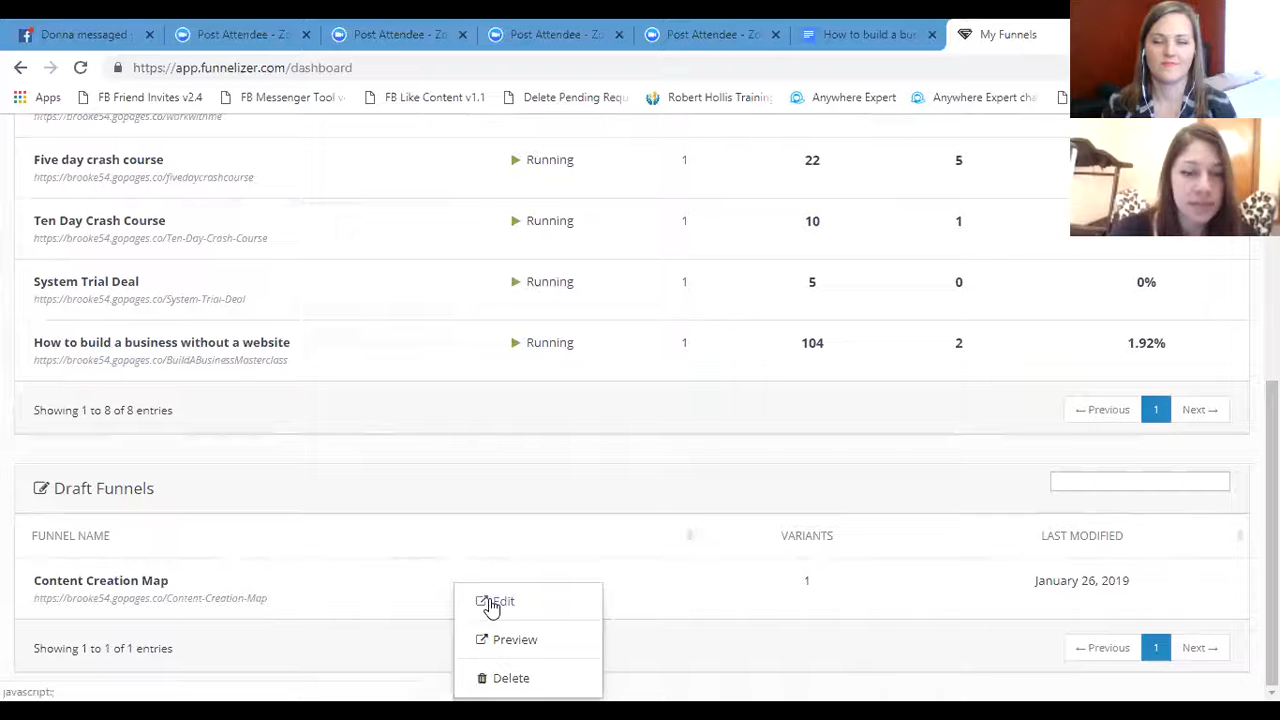 Donna messaged
Post Attendee - Zo
Post Attendee - Zo
Post Attendee - Zo
Post Attendee - Zo
How to build a bus
My Funnels
https://app.funnelizer.com/dashboard
Apps
FB Friend Invites v2.4
FB Messenger Tool v
FB Like Content v1.1
Delete Pending Requ
Robert Hollis Training
Anywhere Expert
Anywhere Expert cha
https://brooke54.gopages.co/workwithme
Five day crash course
Running
1
22
5
https://brooke54.gopages.co/fivedaycrashcourse
Ten Day Crash Course
Running
1
10
1
https://brooke54.gopages.co/Ten-Day-Crash-Course
System Trial Deal
Running
1
5
0
0%
https://brooke54.gopages.co/System-Trial-Deal
How to build a business without a website
Running
1
104
2
1.92%
https://brooke54.gopages.co/BuildABusinessMasterclass
Showing 1 to 8 of 8 entries
← Previous
1
Next →
Draft Funnels
FUNNEL NAME
VARIANTS
LAST MODIFIED
Content Creation Map
1
January 26, 2019
https://brooke54.gopages.co/Content-Creation-Map
Edit
Preview
Delete
Showing 1 to 1 of 1 entries
← Previous
1
Next →
javascript:;